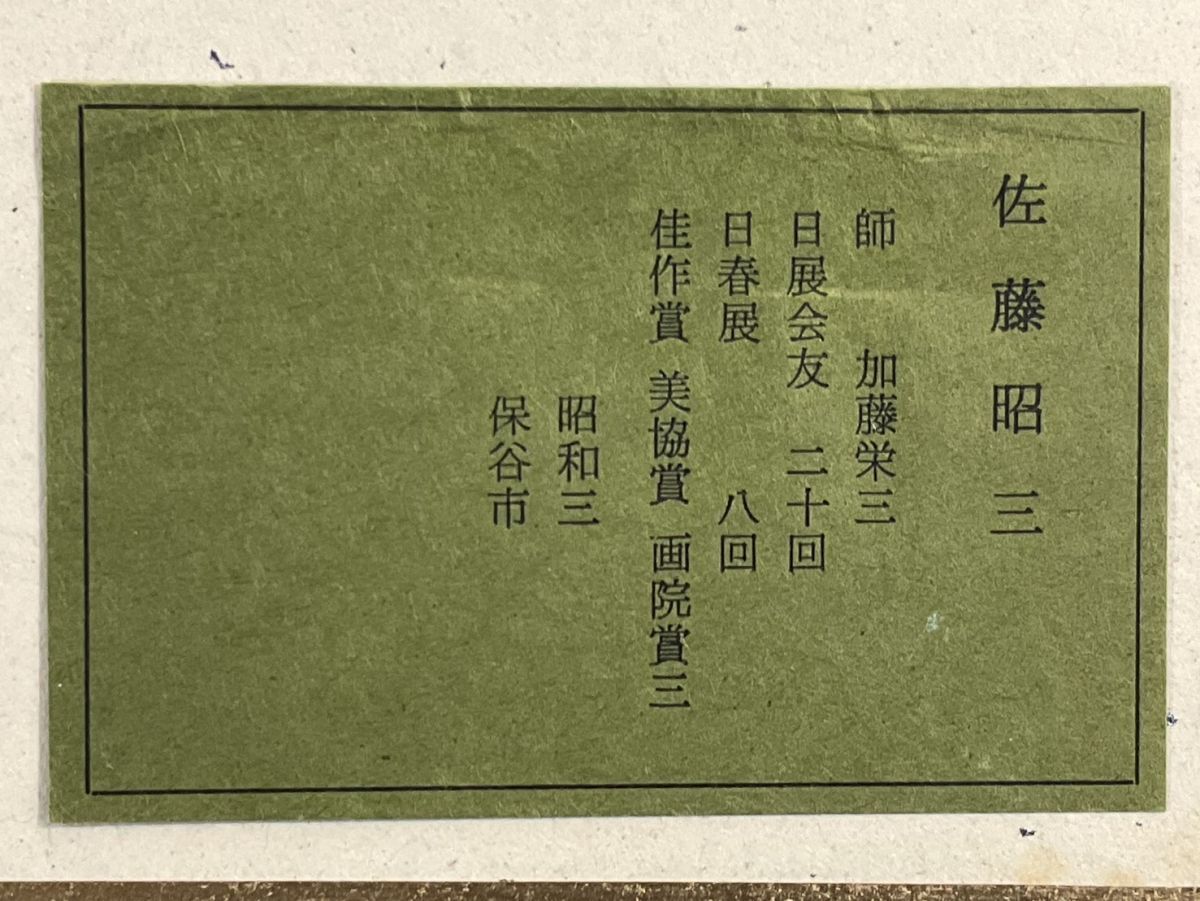 佐藤昭三
師　加藤栄三
日展会友　二十回
日春展　八回
佳作賞　美協賞　画院賞三
昭和三
保谷市